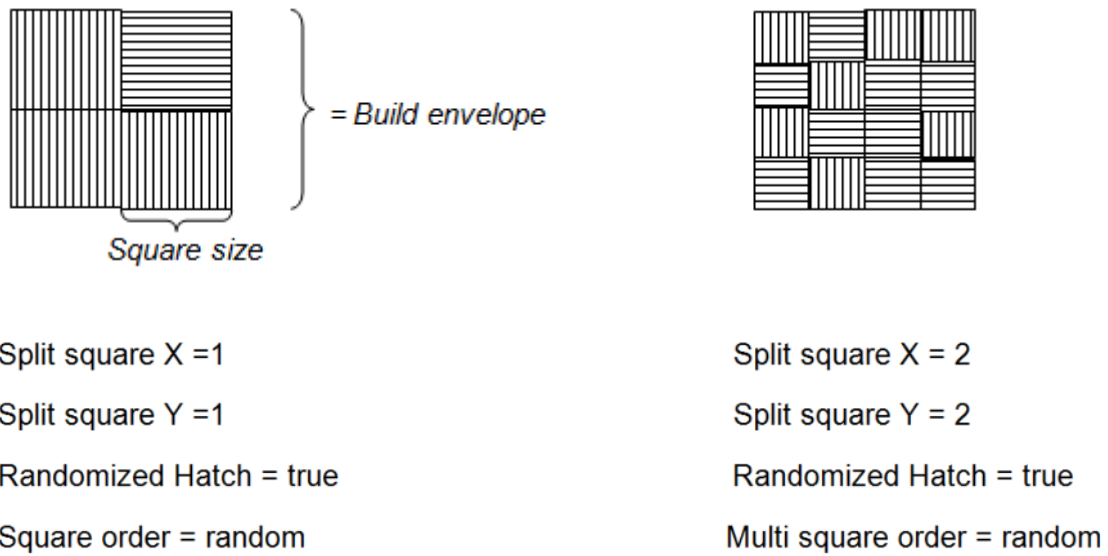 = Build envelope
Square size
Split square X =1
Split square Y =1
Randomized Hatch = true
Square order = random
Split square X = 2
Split square Y = 2
Randomized Hatch = true
Multi square order = random